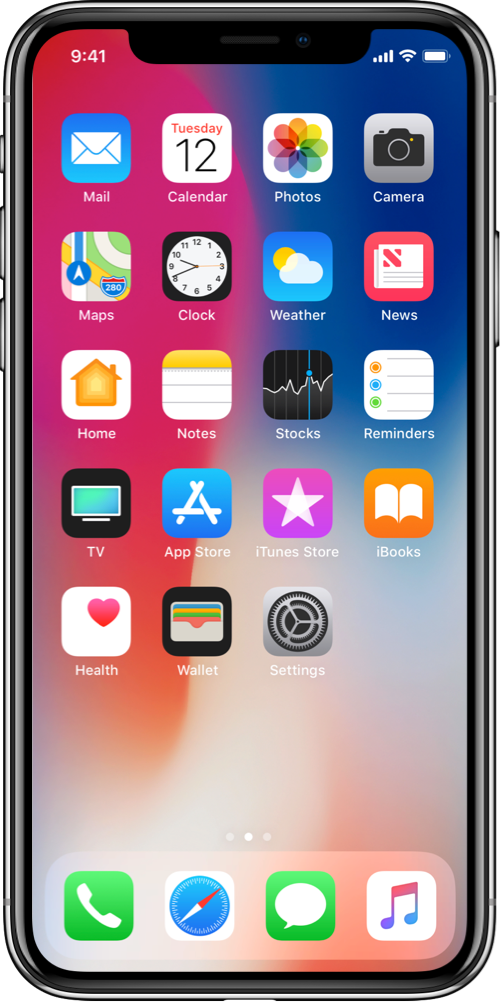 9:41
Tuesday
12
Mail Calendar Photos Camera
280
Maps Clock Weather News
Home Notes Stocks Reminders
TV App Store iTunes Store iBooks
Health Wallet Settings